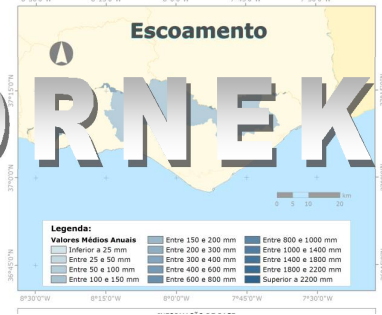 Escoamento
ORNEK
37°15'0"N
37°0'0"N
36°45'0"N
km
0 5 10 20
Legenda:
Valores Médios Anuais
Inferior a 25 mm
Entre 25 e 50 mm
Entre 50 e 100 mm
Entre 100 e 150 mm
Entre 150 e 200 mm
Entre 200 e 300 mm
Entre 300 e 400 mm
Entre 400 e 600 mm
Entre 600 e 800 mm
Entre 800 e 1000 mm
Entre 1000 e 1400 mm
Entre 1400 e 1800 mm
Entre 1800 e 2200 mm
Superior a 2200 mm
8°30'0"W 8°15'0"W 8°0'0"W 7°45'0"W 7°30'0"W